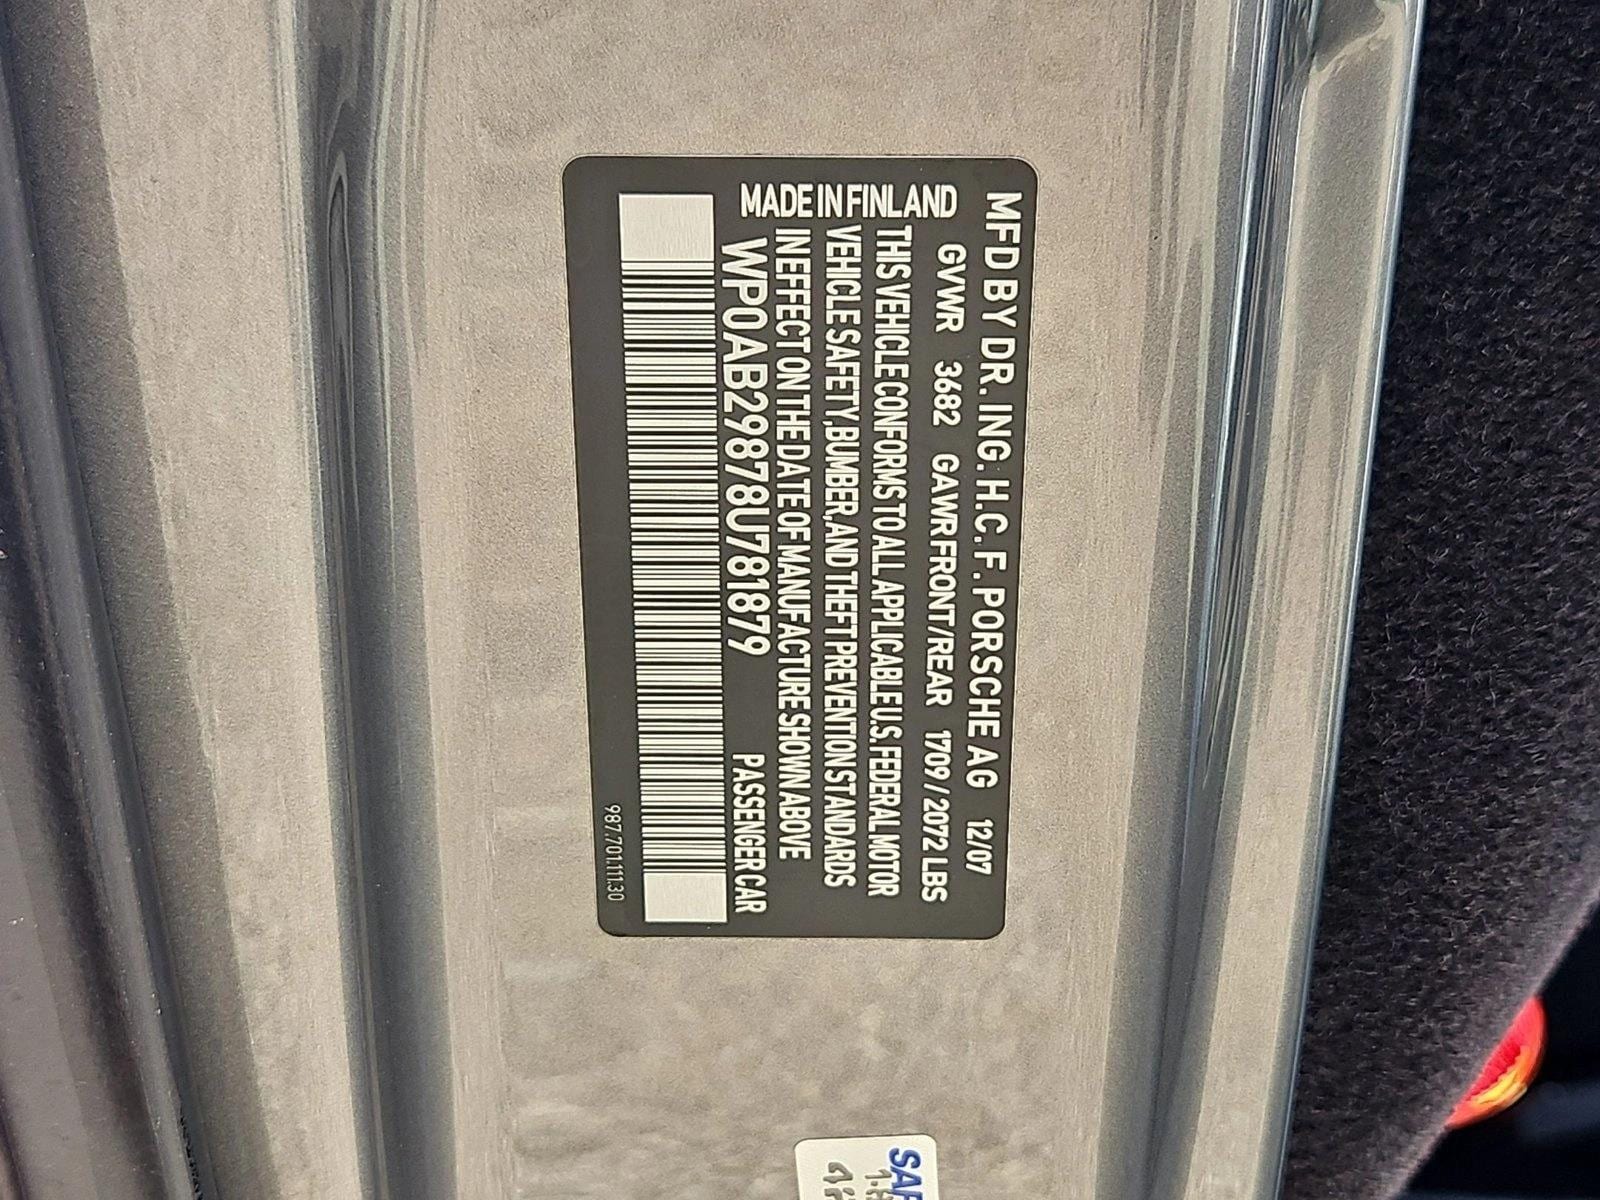 MFD BY DR. ING. H.C. F. PORSCHE AG 12/07
GVWR 3682 GAWR FRONT/REAR 1709 / 2072 LBS
MADE IN FINLAND
THIS VEHICLE CONFORMS TO ALL APPLICABLE U.S. FEDERAL MOTOR
VEHICLE SAFETY, BUMBER, AND THEFT PREVENTION STANDARDS
IN EFFECT ON THE DATE OF MANUFACTURE SHOWN ABOVE
WP0AB29878U781879 PASSENGER CAR
987.701.111.30